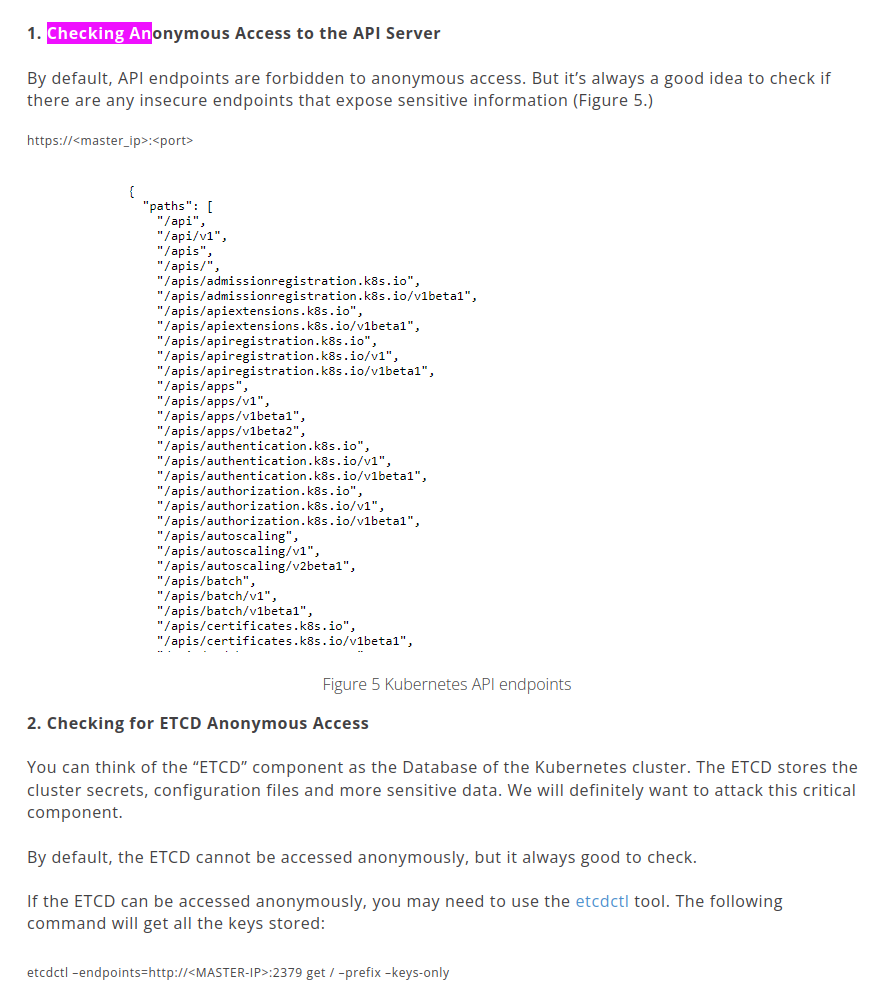 1. Checking Anonymous Access to the API Server
By default, API endpoints are forbidden to anonymous access. But it’s always a good idea to check if
there are any insecure endpoints that expose sensitive information (Figure 5.)
https://<master_ip>:<port>
{
"paths": [
"/api",
"/api/v1",
"/apis",
"/apis/",
"/apis/admissionregistration.k8s.io",
"/apis/admissionregistration.k8s.io/v1beta1",
"/apis/apiextensions.k8s.io",
"/apis/apiextensions.k8s.io/v1beta1",
"/apis/apiregistration.k8s.io",
"/apis/apiregistration.k8s.io/v1",
"/apis/apiregistration.k8s.io/v1beta1",
"/apis/apps",
"/apis/apps/v1",
"/apis/apps/v1beta1",
"/apis/apps/v1beta2",
"/apis/authentication.k8s.io",
"/apis/authentication.k8s.io/v1",
"/apis/authentication.k8s.io/v1beta1",
"/apis/authorization.k8s.io",
"/apis/authorization.k8s.io/v1",
"/apis/authorization.k8s.io/v1beta1",
"/apis/autoscaling",
"/apis/autoscaling/v1",
"/apis/autoscaling/v2beta1",
"/apis/batch",
"/apis/batch/v1",
"/apis/batch/v1beta1",
"/apis/certificates.k8s.io",
"/apis/certificates.k8s.io/v1beta1",
Figure 5 Kubernetes API endpoints
2. Checking for ETCD Anonymous Access
You can think of the “ETCD” component as the Database of the Kubernetes cluster. The ETCD stores the
cluster secrets, configuration files and more sensitive data. We will definitely want to attack this critical
component.
By default, the ETCD cannot be accessed anonymously, but it always good to check.
If the ETCD can be accessed anonymously, you may need to use the etcdctl tool. The following
command will get all the keys stored:
etcdctl –endpoints=http://<MASTER-IP>:2379 get / –prefix –keys-only